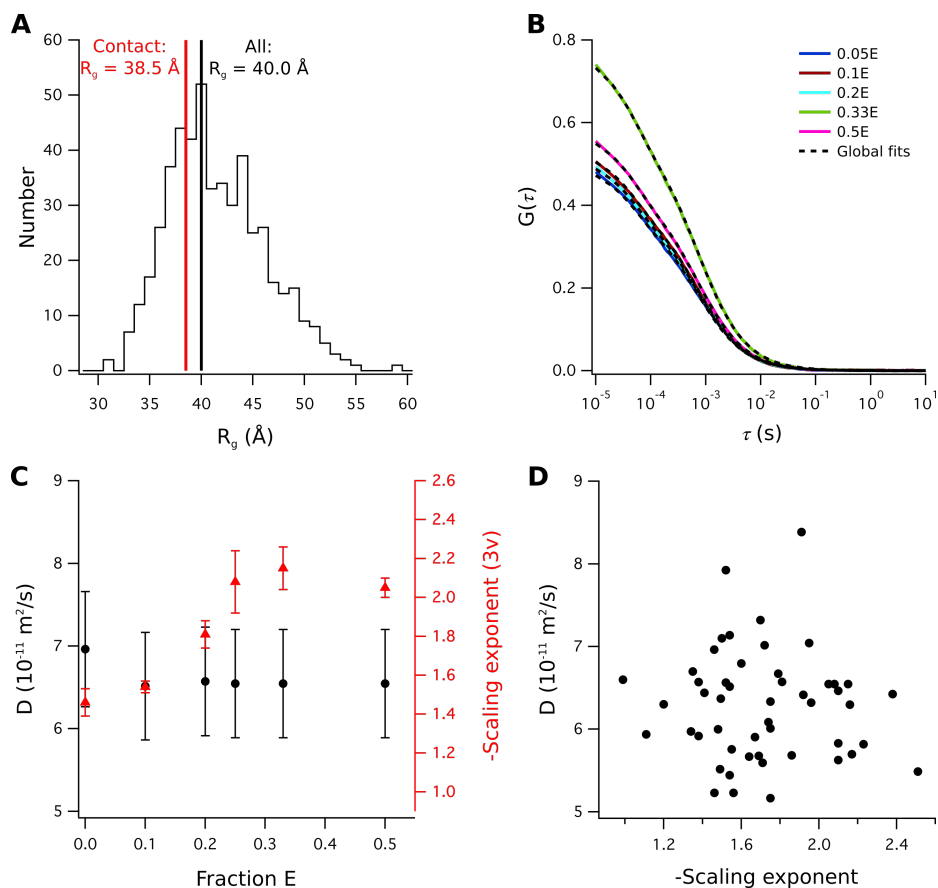 A
Contact:
R_g = 38.5 Å
All:
R_g = 40.0 Å
60
50
40
30
20
10
0
Number
30 35 40 45 50 55 60
R_g (Å)
B
0.05E
0.1E
0.2E
0.33E
0.5E
Global fits
0.8
0.6
0.4
0.2
0.0
G(τ)
10^-5 10^-4 10^-3 10^-2 10^-1 10^0 10^1
τ (s)
C
9
8
7
6
5
D (10^-11 m^2/s)
2.6
2.4
2.2
2.0
1.8
1.6
1.4
1.2
1.0
-Scaling exponent (3ν)
0.0 0.1 0.2 0.3 0.4 0.5
Fraction E
D
9
8
7
6
5
D (10^-11 m^2/s)
1.2 1.6 2.0 2.4
-Scaling exponent